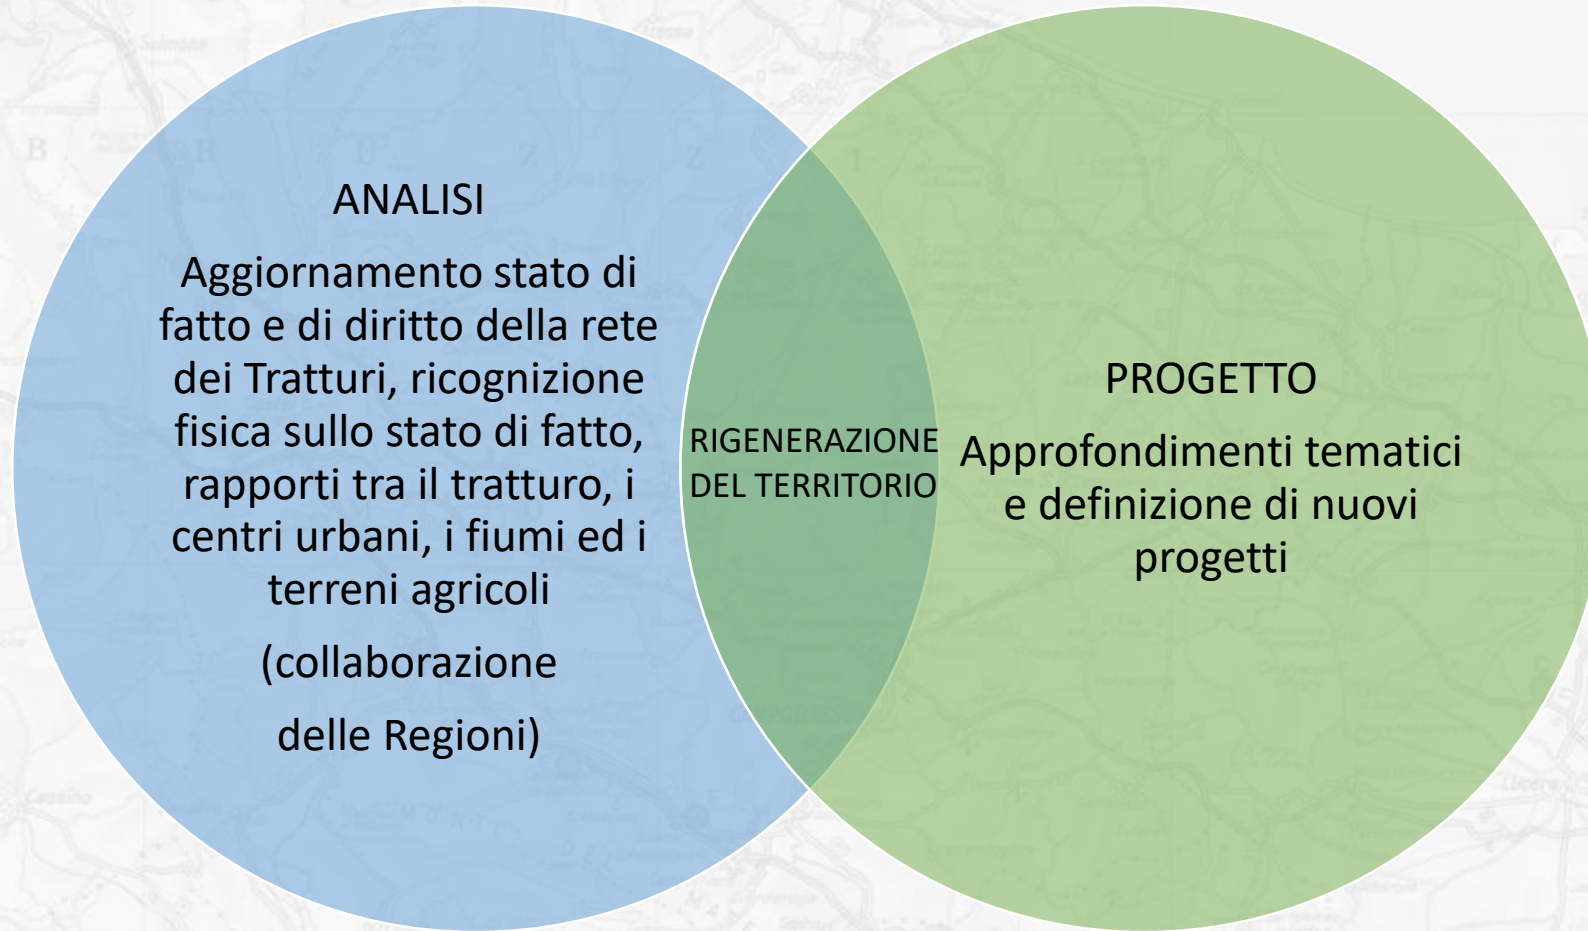 ANALISI
Aggiornamento stato di
fatto e di diritto della rete
dei Tratturi, ricognizione
fisica sullo stato di fatto,
rapporti tra il tratturo, i
centri urbani, i fiumi ed i
terreni agricoli
(collaborazione
delle Regioni)
RIGENERAZIONE
DEL TERRITORIO
PROGETTO
Approfondimenti tematici
e definizione di nuovi
progetti